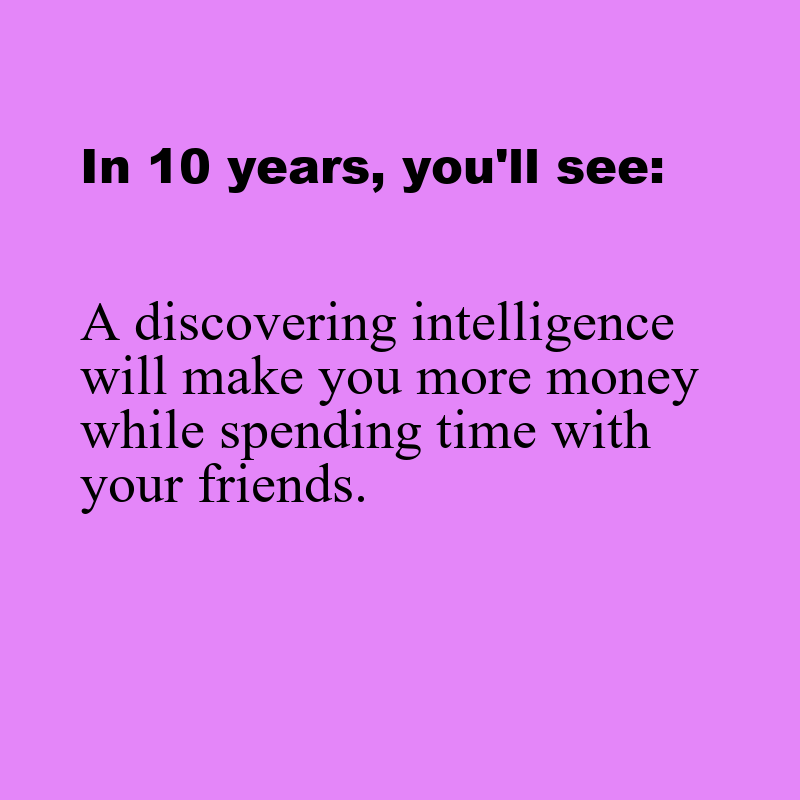 In 10 years, you'll see:
A discovering intelligence
will make you more money
while spending time with
your friends.